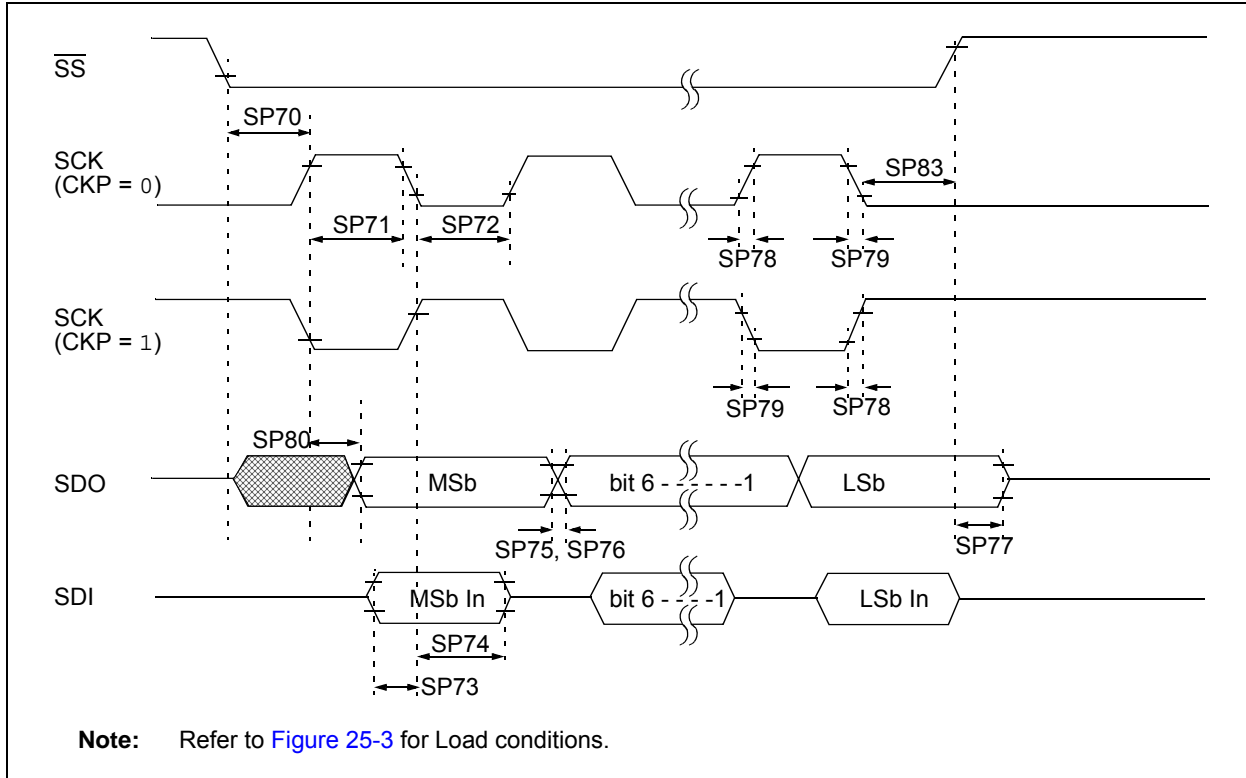 SS
SP70
SCK
(CKP = 0)
SP83
SP71
SP72
SP78
SP79
SCK
(CKP = 1)
SP79
SP78
SP80
SDO
MSb
bit 6 - - - - - -1
LSb
SP75, SP76
SP77
SDI
MSb In
bit 6 - - - -1
LSb In
SP74
SP73
Note: Refer to Figure 25-3 for Load conditions.